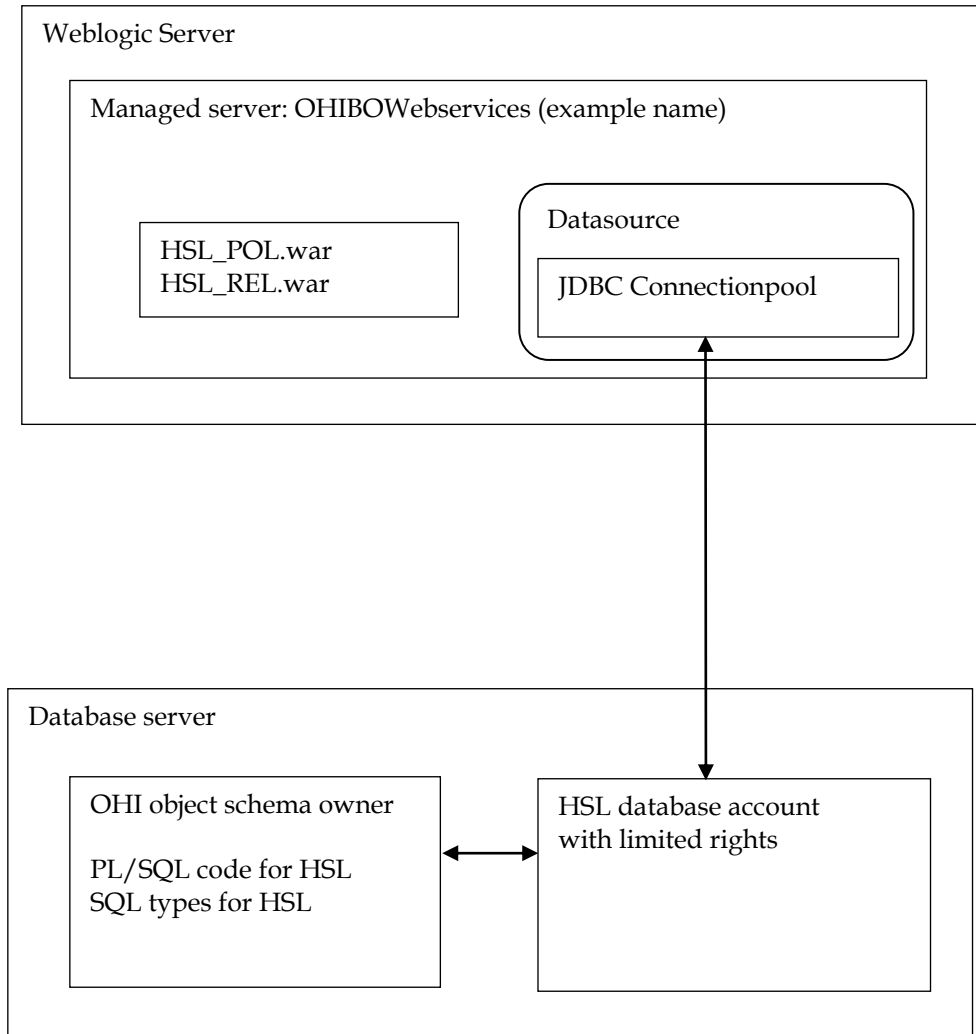 Weblogic Server
Managed server: OHIBOWebservices (example name)
HSL_POL.war
HSL_REL.war
Datasource
JDBC Connectionpool
Database server
OHI object schema owner
PL/SQL code for HSL
SQL types for HSL
HSL database account
with limited rights